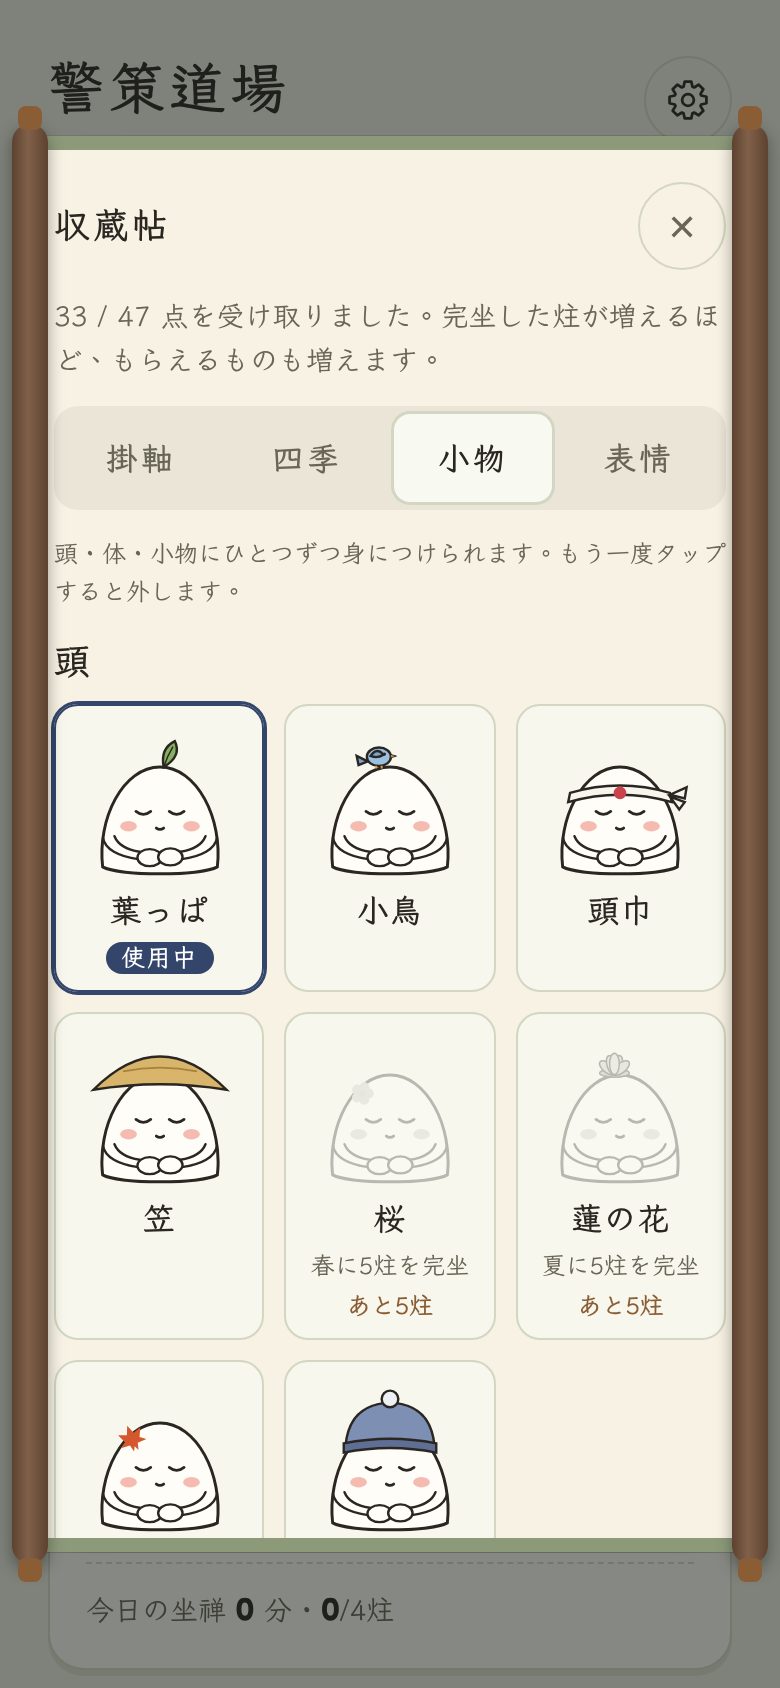 警策道場
収蔵帖
33 / 47 点を受け取りました。完坐した炷が増えるほ
ど、もらえるものも増えます。
掛軸 四季 小物 表情
頭・体・小物にひとつずつ身につけられます。もう一度タップ
すると外します。
頭
葉っぱ 小鳥 頭巾
使用中
笠 桜 蓮の花
春に5炷を完坐 夏に5炷を完坐
あと5炷 あと5炷
今日の坐禅 0 分・0/4炷